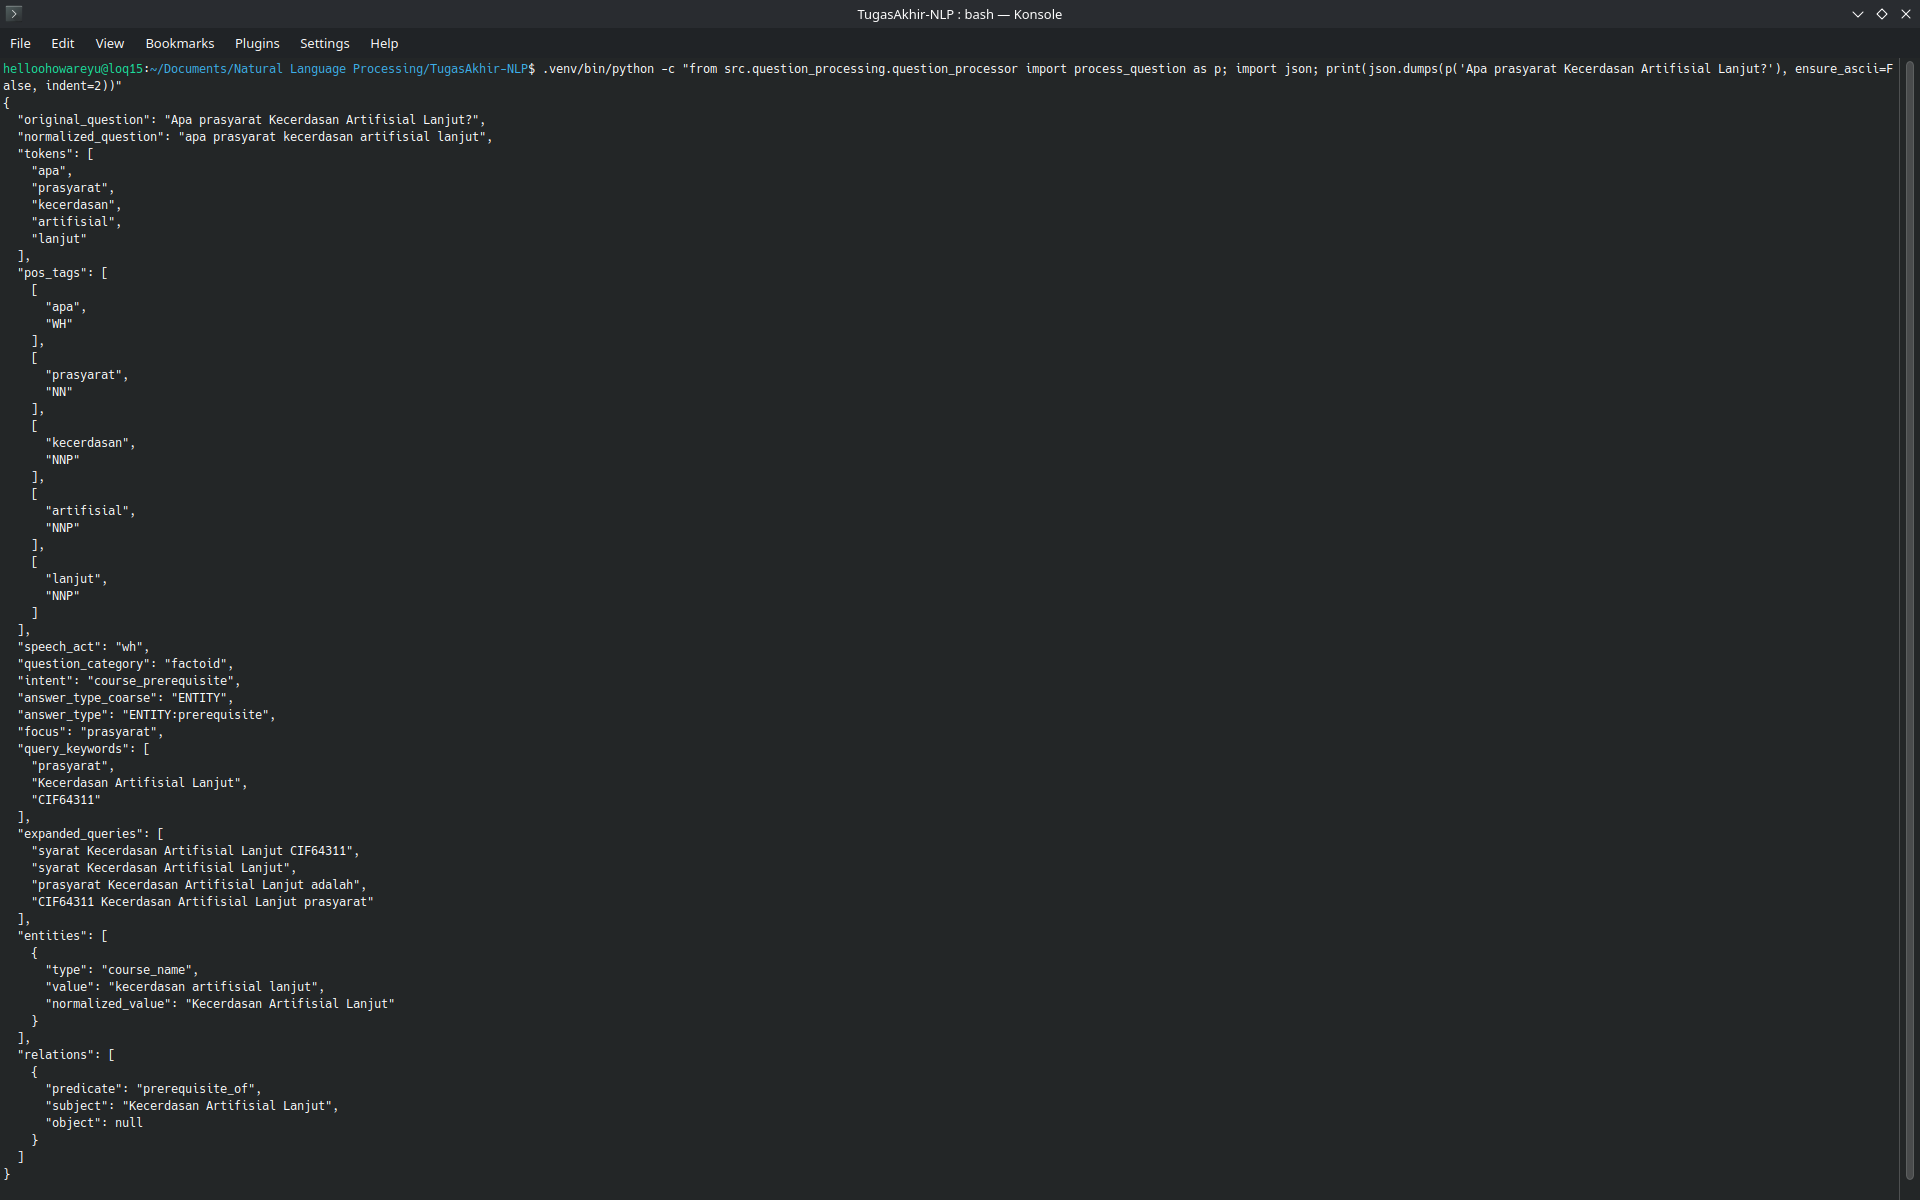 TugasAkhir-NLP : bash — Konsole
File Edit View Bookmarks Plugins Settings Help
helloohowareyu@loq15:~/Documents/Natural Language Processing/TugasAkhir-NLP$ .venv/bin/python -c "from src.question_processing.question_processor import process_question as p; import json; print(json.dumps(p('Apa prasyarat Kecerdasan Artifisial Lanjut?'), ensure_ascii=F
alse, indent=2))"
{
  "original_question": "Apa prasyarat Kecerdasan Artifisial Lanjut?",
  "normalized_question": "apa prasyarat kecerdasan artifisial lanjut",
  "tokens": [
    "apa",
    "prasyarat",
    "kecerdasan",
    "artifisial",
    "lanjut"
  ],
  "pos_tags": [
    [
      "apa",
      "WH"
    ],
    [
      "prasyarat",
      "NN"
    ],
    [
      "kecerdasan",
      "NNP"
    ],
    [
      "artifisial",
      "NNP"
    ],
    [
      "lanjut",
      "NNP"
    ]
  ],
  "speech_act": "wh",
  "question_category": "factoid",
  "intent": "course_prerequisite",
  "answer_type_coarse": "ENTITY",
  "answer_type": "ENTITY:prerequisite",
  "focus": "prasyarat",
  "query_keywords": [
    "prasyarat",
    "Kecerdasan Artifisial Lanjut",
    "CIF64311"
  ],
  "expanded_queries": [
    "syarat Kecerdasan Artifisial Lanjut CIF64311",
    "syarat Kecerdasan Artifisial Lanjut",
    "prasyarat Kecerdasan Artifisial Lanjut adalah",
    "CIF64311 Kecerdasan Artifisial Lanjut prasyarat"
  ],
  "entities": [
    {
      "type": "course_name",
      "value": "kecerdasan artifisial lanjut",
      "normalized_value": "Kecerdasan Artifisial Lanjut"
    }
  ],
  "relations": [
    {
      "predicate": "prerequisite_of",
      "subject": "Kecerdasan Artifisial Lanjut",
      "object": null
    }
  ]
}